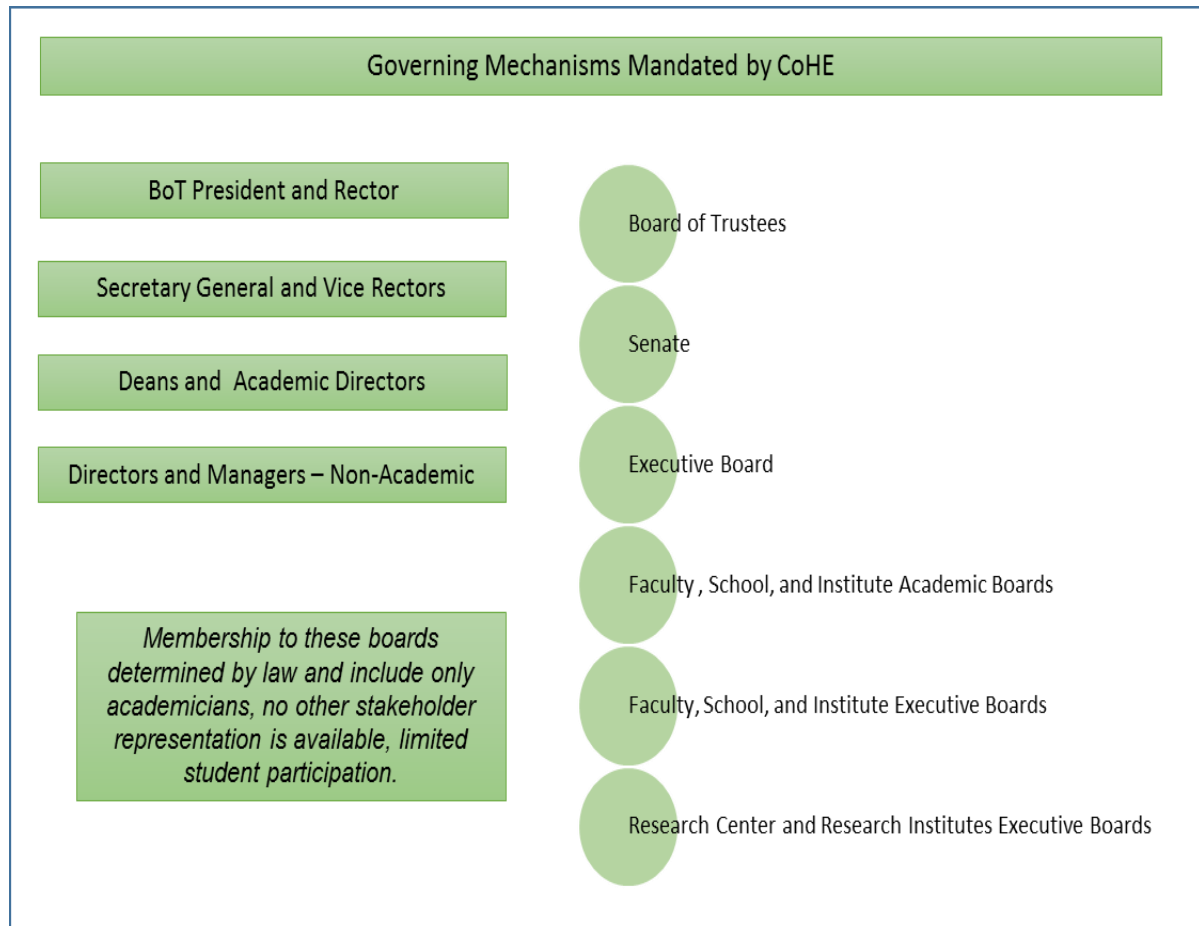 Governing Mechanisms Mandated by CoHE
BoT President and Rector
Secretary General and Vice Rectors
Deans and  Academic Directors
Directors and Managers – Non-Academic
Membership to these boards
determined by law and include only
academicians, no other stakeholder
representation is available, limited
student participation.
Board of Trustees
Senate
Executive Board
Faculty , School, and Institute Academic Boards
Faculty, School, and Institute Executive Boards
Research Center and Research Institutes Executive Boards